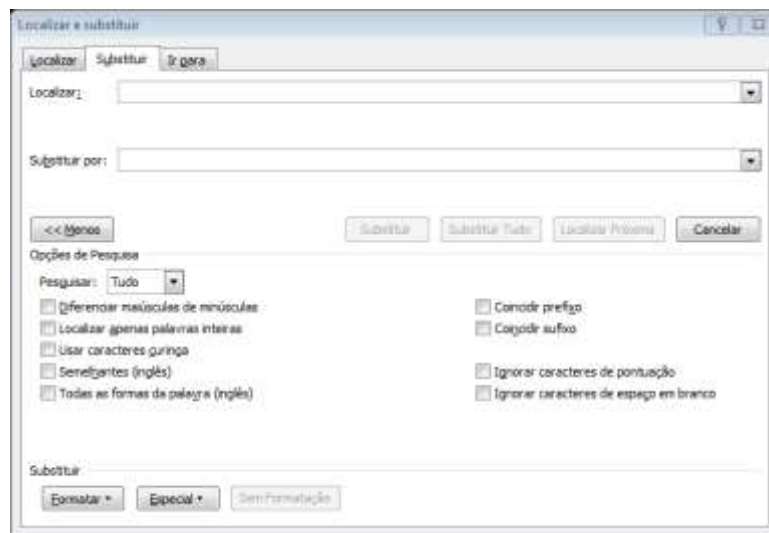 Localizar e substituir
Localizar Substituir Ir para
Localizar:
Substituir por:
<< Menos Substituir Substituir Tudo Localizar Próxima Cancelar
Opções de Pesquisa
Pesquisar: Tudo
Diferenciar maiúsculas de minúsculas Coincidir prefixo
Localizar apenas palavras inteiras Coincidir sufixo
Usar caracteres curinga
Semelhantes (inglês) Ignorar caracteres de pontuação
Todas as formas da palavra (inglês) Ignorar caracteres de espaço em branco
Substituir
Formatar Especial Sem Formatação